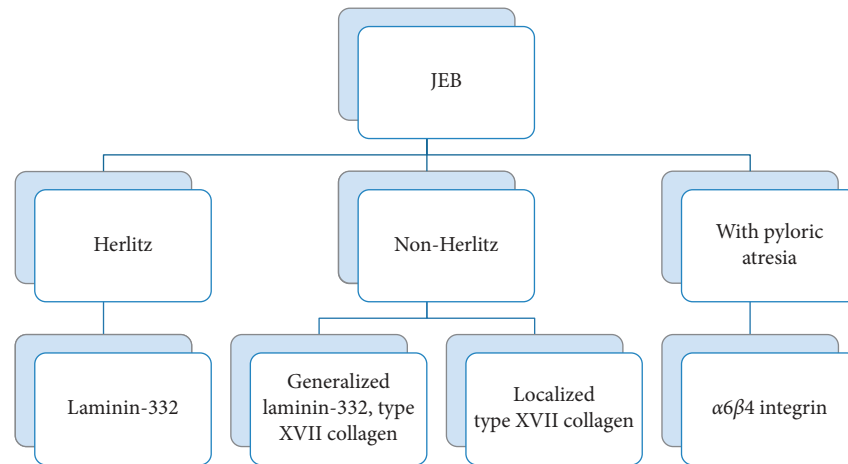 JEB
Herlitz
Non-Herlitz
With pyloric
atresia
Laminin-332
Generalized
laminin-332, type
XVII collagen
Localized
type XVII collagen
α6β4 integrin